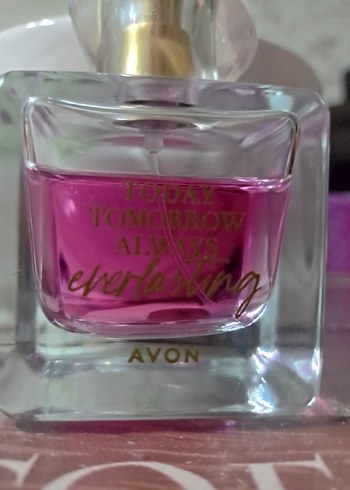 TODAY
TOMORROW
ALWAYS
everlasting
AVON